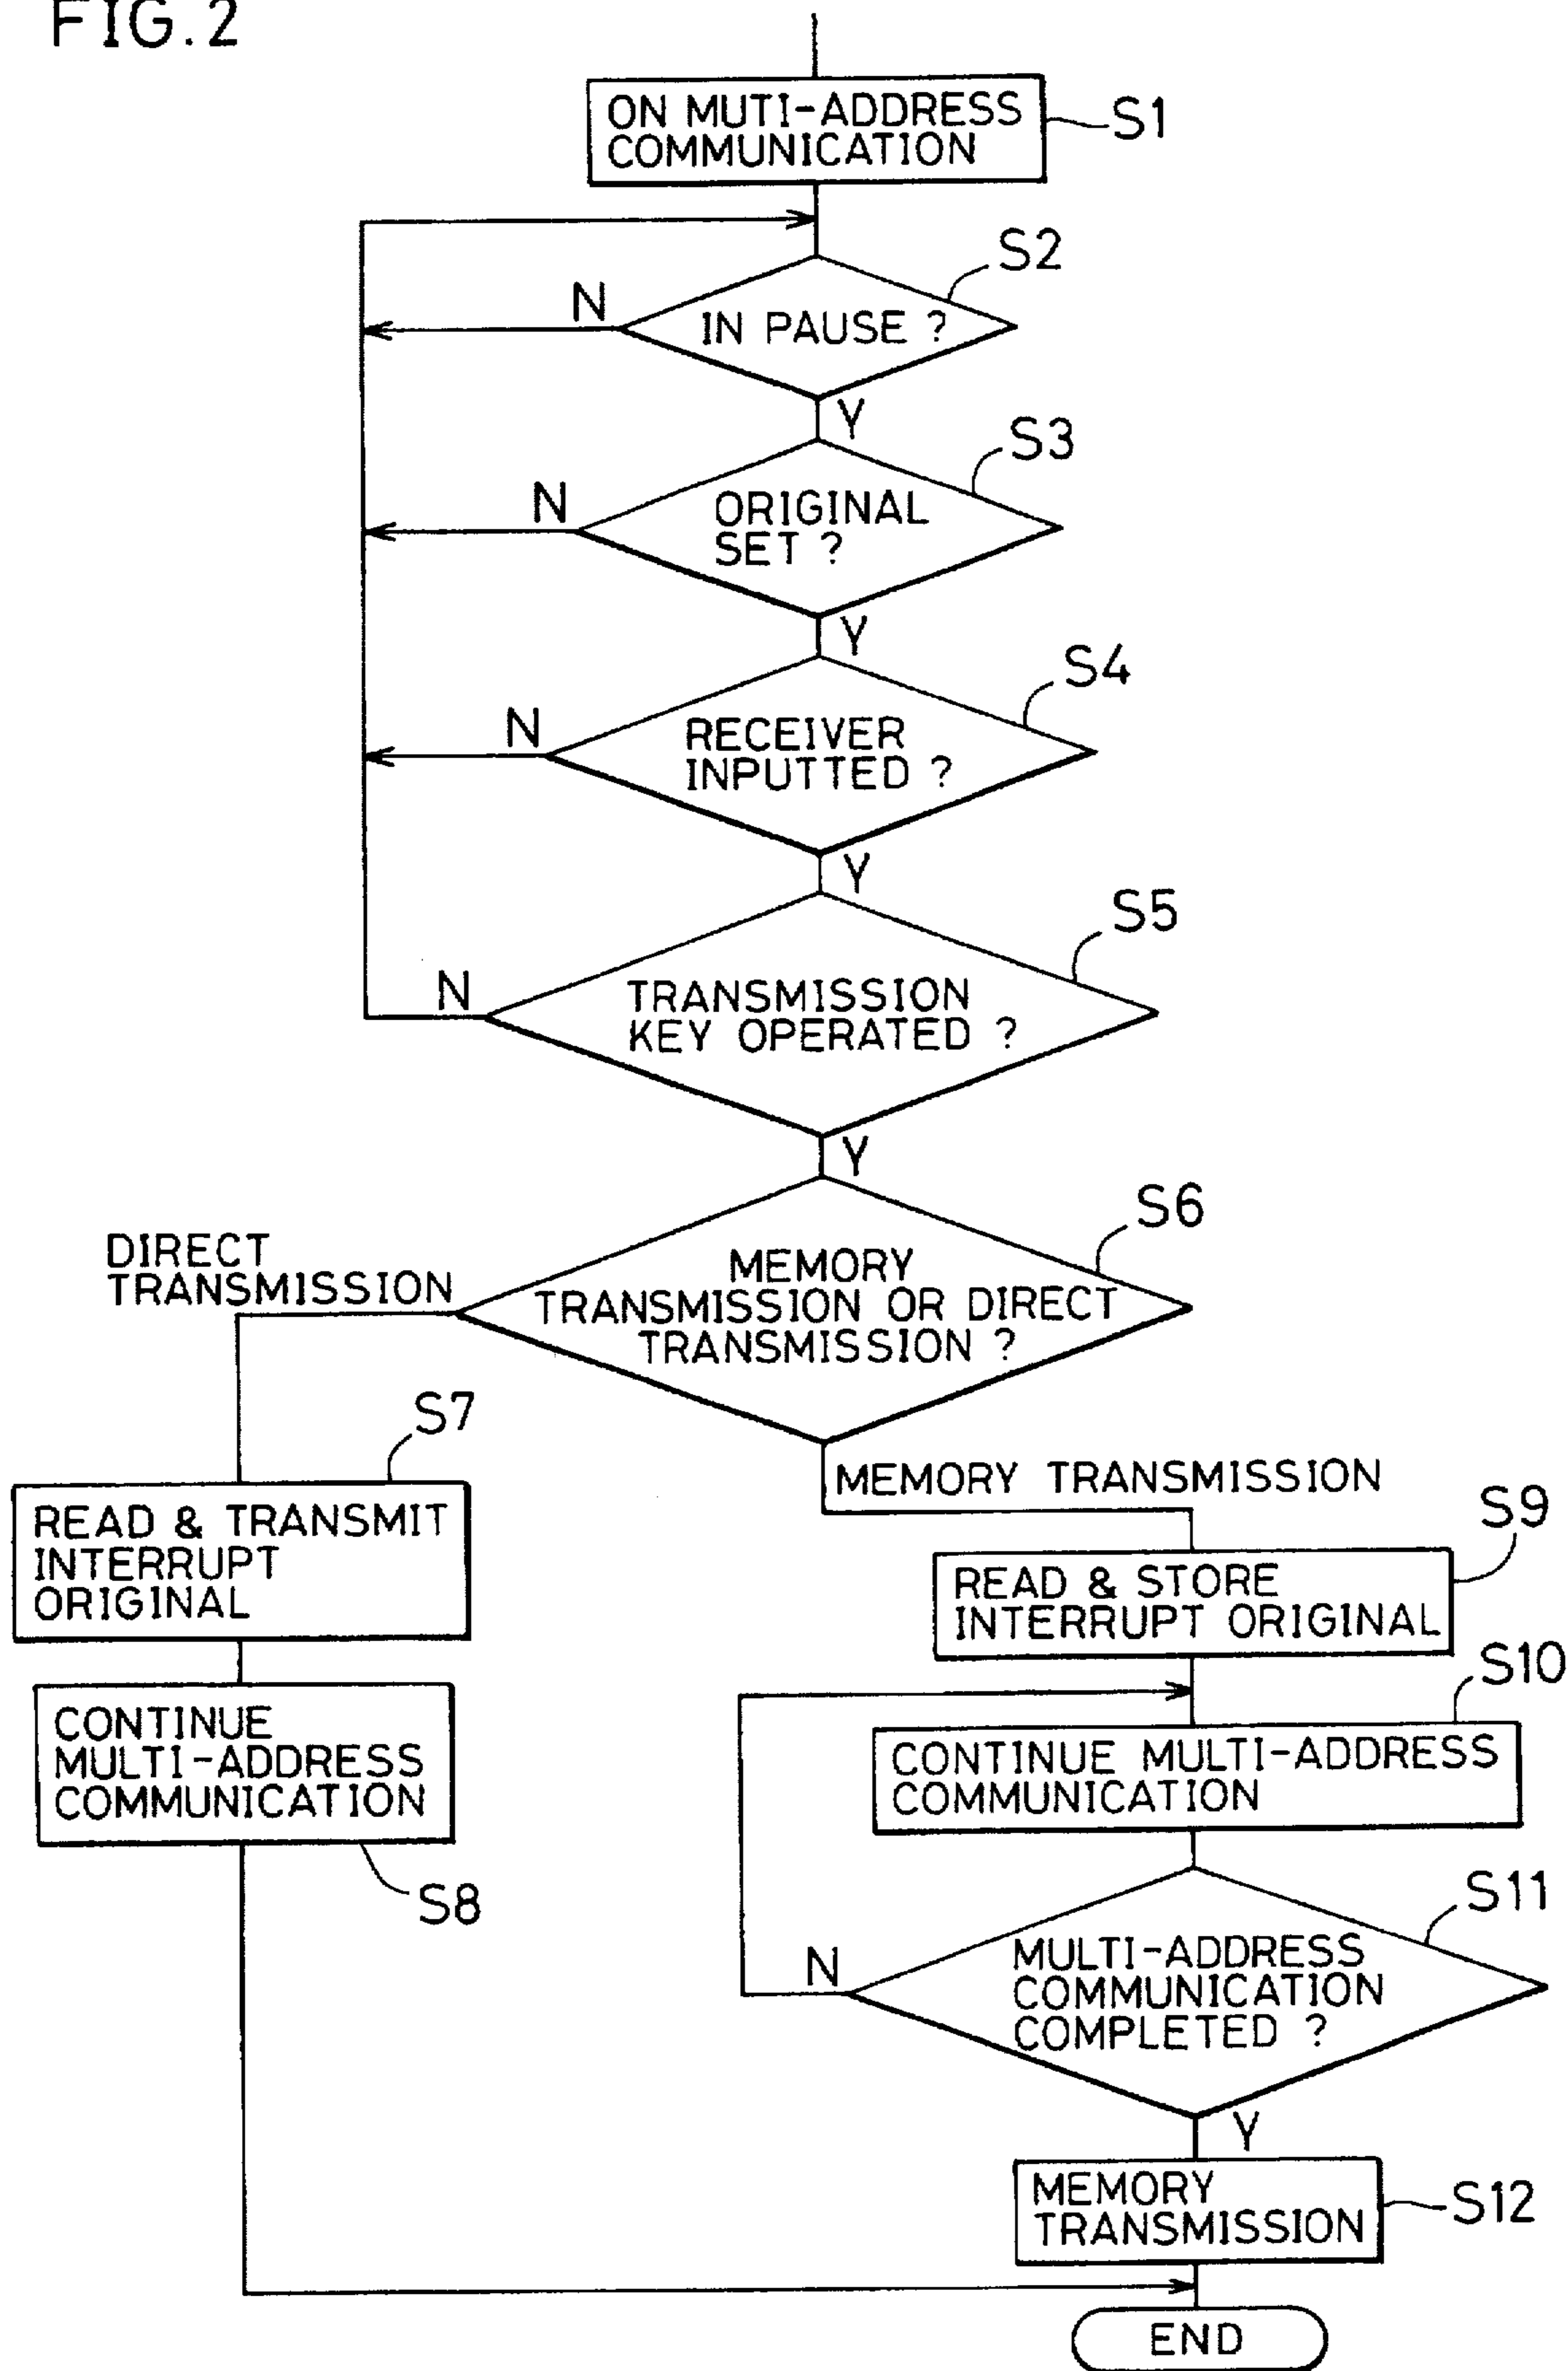 FIG.2
ON MUTI-ADDRESS
COMMUNICATION
S1
S2
N
IN PAUSE ?
Y
S3
N
ORIGINAL
SET ?
Y
S4
N
RECEIVER
INPUTTED ?
Y
S5
N
TRANSMISSION
KEY OPERATED ?
Y
S6
DIRECT
TRANSMISSION
MEMORY
TRANSMISSION OR DIRECT
TRANSMISSION ?
S7
MEMORY TRANSMISSION
READ & TRANSMIT
INTERRUPT
ORIGINAL
S9
READ & STORE
INTERRUPT ORIGINAL
S10
CONTINUE
MULTI-ADDRESS
COMMUNICATION
S8
CONTINUE MULTI-ADDRESS
COMMUNICATION
S11
N
MULTI-ADDRESS
COMMUNICATION
COMPLETED ?
Y
MEMORY
TRANSMISSION
S12
END